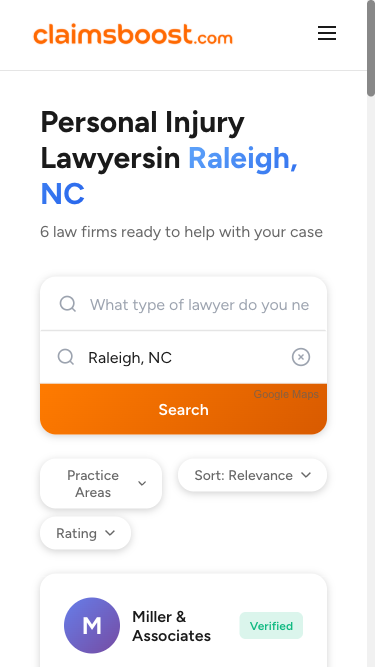 claimsboost.com
Personal Injury
Lawyersin Raleigh,
NC
6 law firms ready to help with your case
What type of lawyer do you ne
Raleigh, NC
Google Maps
Search
Practice
Areas
Sort: Relevance
Rating
M
Miller &
Associates
Verified